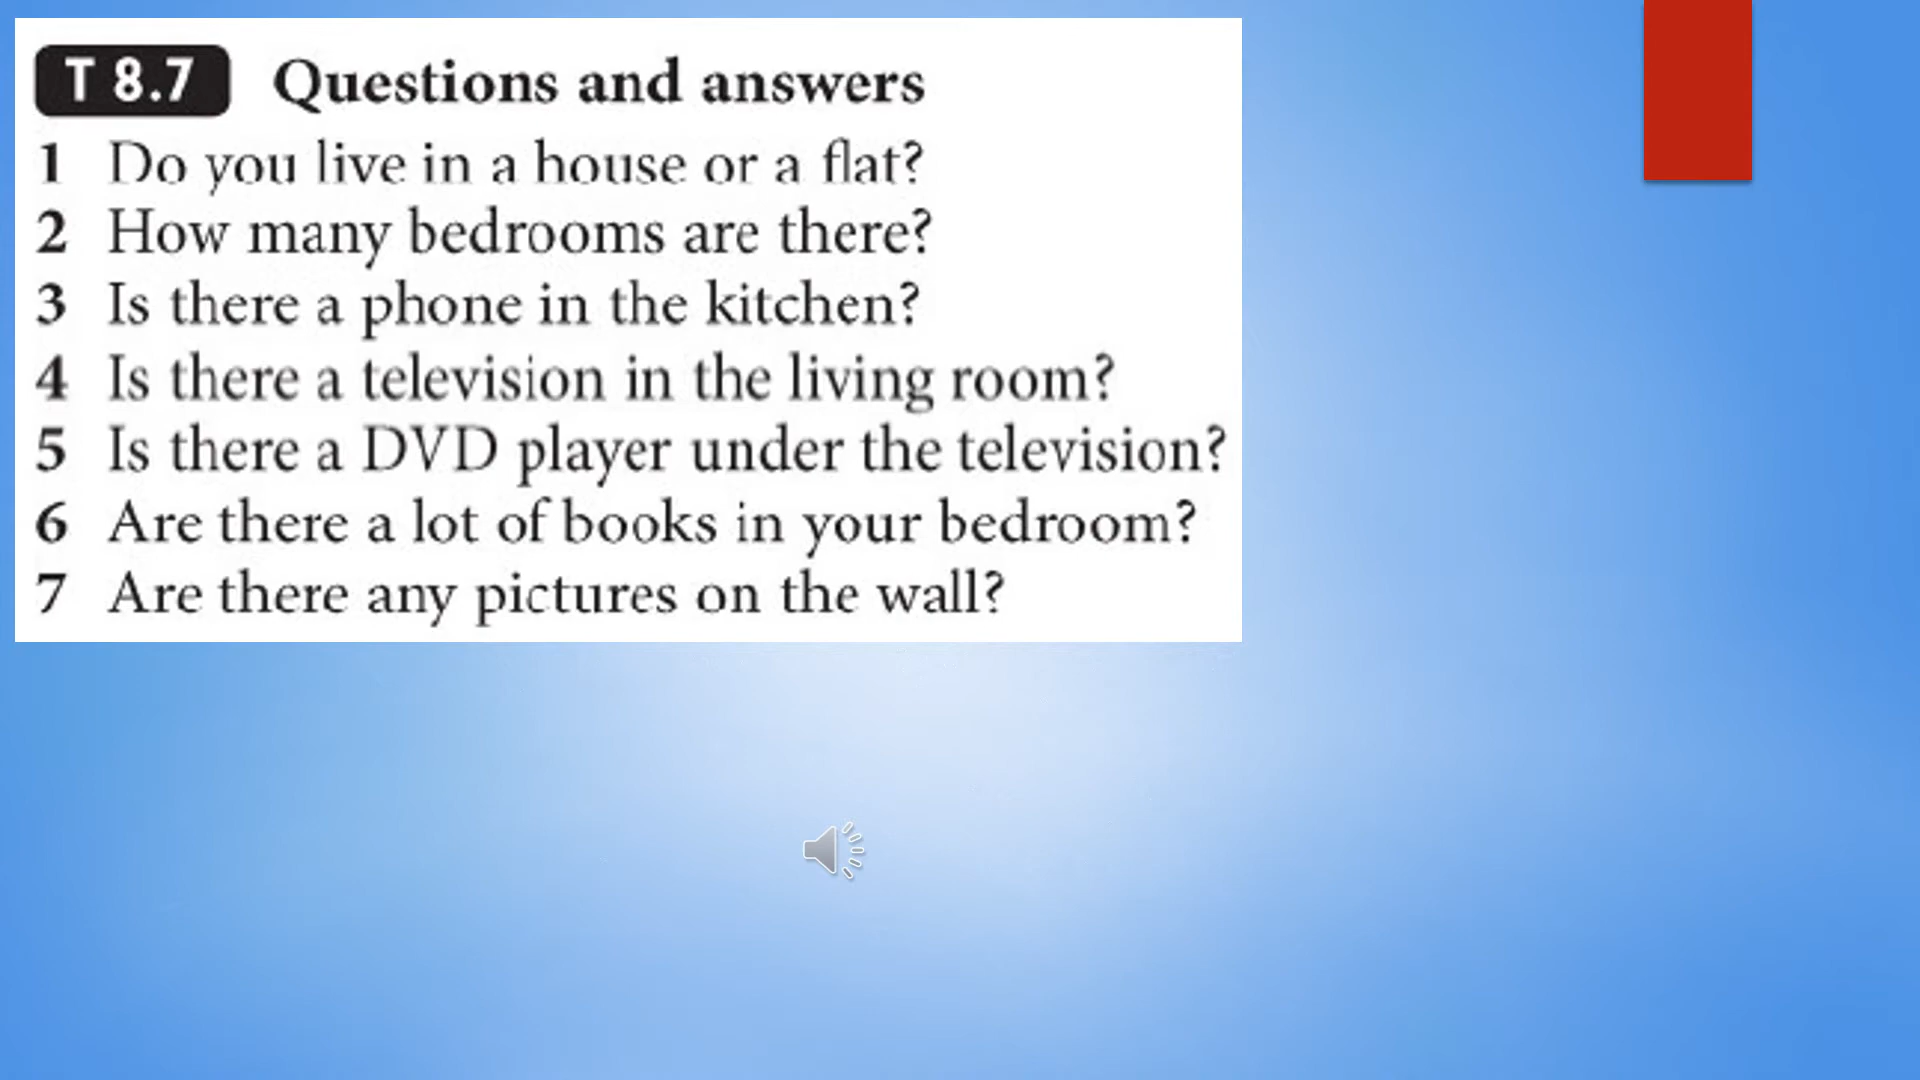 T 8.7 Questions and answers
1 Do you live in a house or a flat?
2 How many bedrooms are there?
3 Is there a phone in the kitchen?
4 Is there a television in the living room?
5 Is there a DVD player under the television?
6 Are there a lot of books in your bedroom?
7 Are there any pictures on the wall?